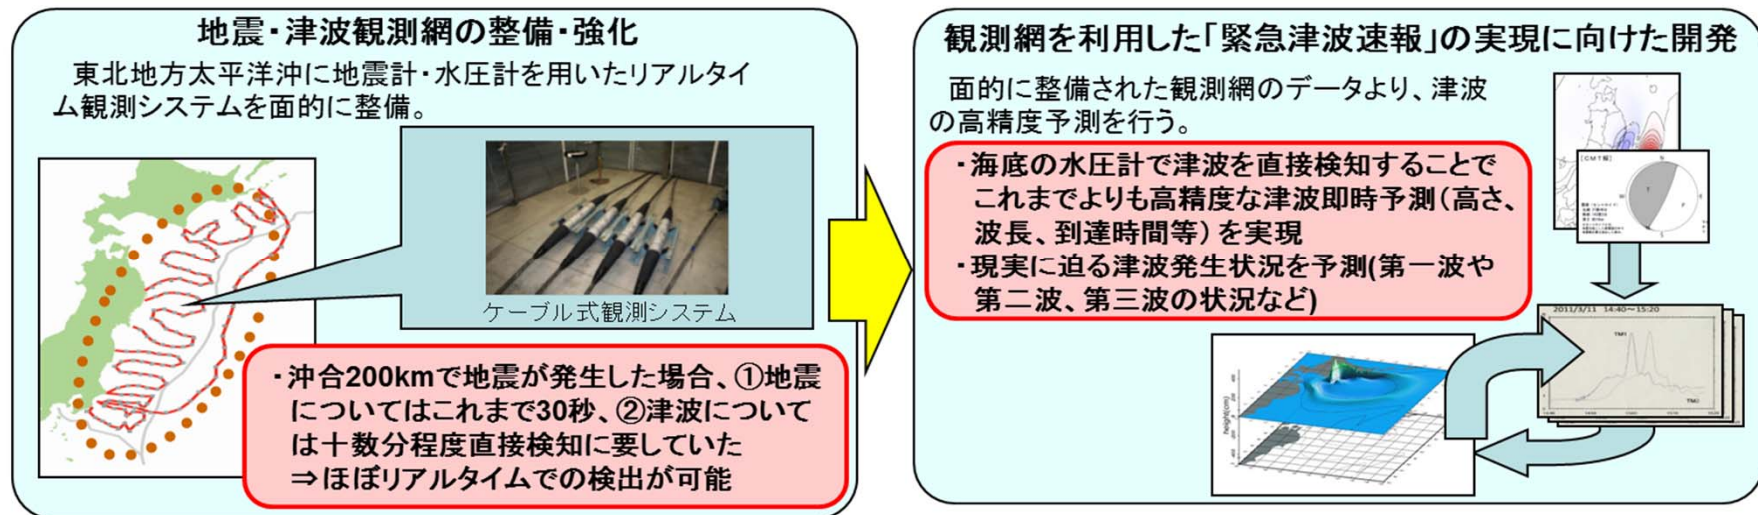 地震・津波観測網の整備・強化
東北地方太平洋沖に地震計・水圧計を用いたリアルタイ
ム観測システムを面的に整備。
ケーブル式観測システム
・沖合200kmで地震が発生した場合、①地震
についてはこれまで30秒、②津波について
は十数分程度直接検知に要していた
⇒ほぼリアルタイムでの検出が可能
観測網を利用した「緊急津波速報」の実現に向けた開発
面的に整備された観測網のデータより、津波
の高精度予測を行う。
・海底の水圧計で津波を直接検知することで
これまでよりも高精度な津波即時予測(高さ、
波長、到達時間等)を実現
・現実に迫る津波発生状況を予測(第一波や
第二波、第三波の状況など)
[CMT解]
2011/3/11 14:40～15:20
TM1
TM2
height(cm)